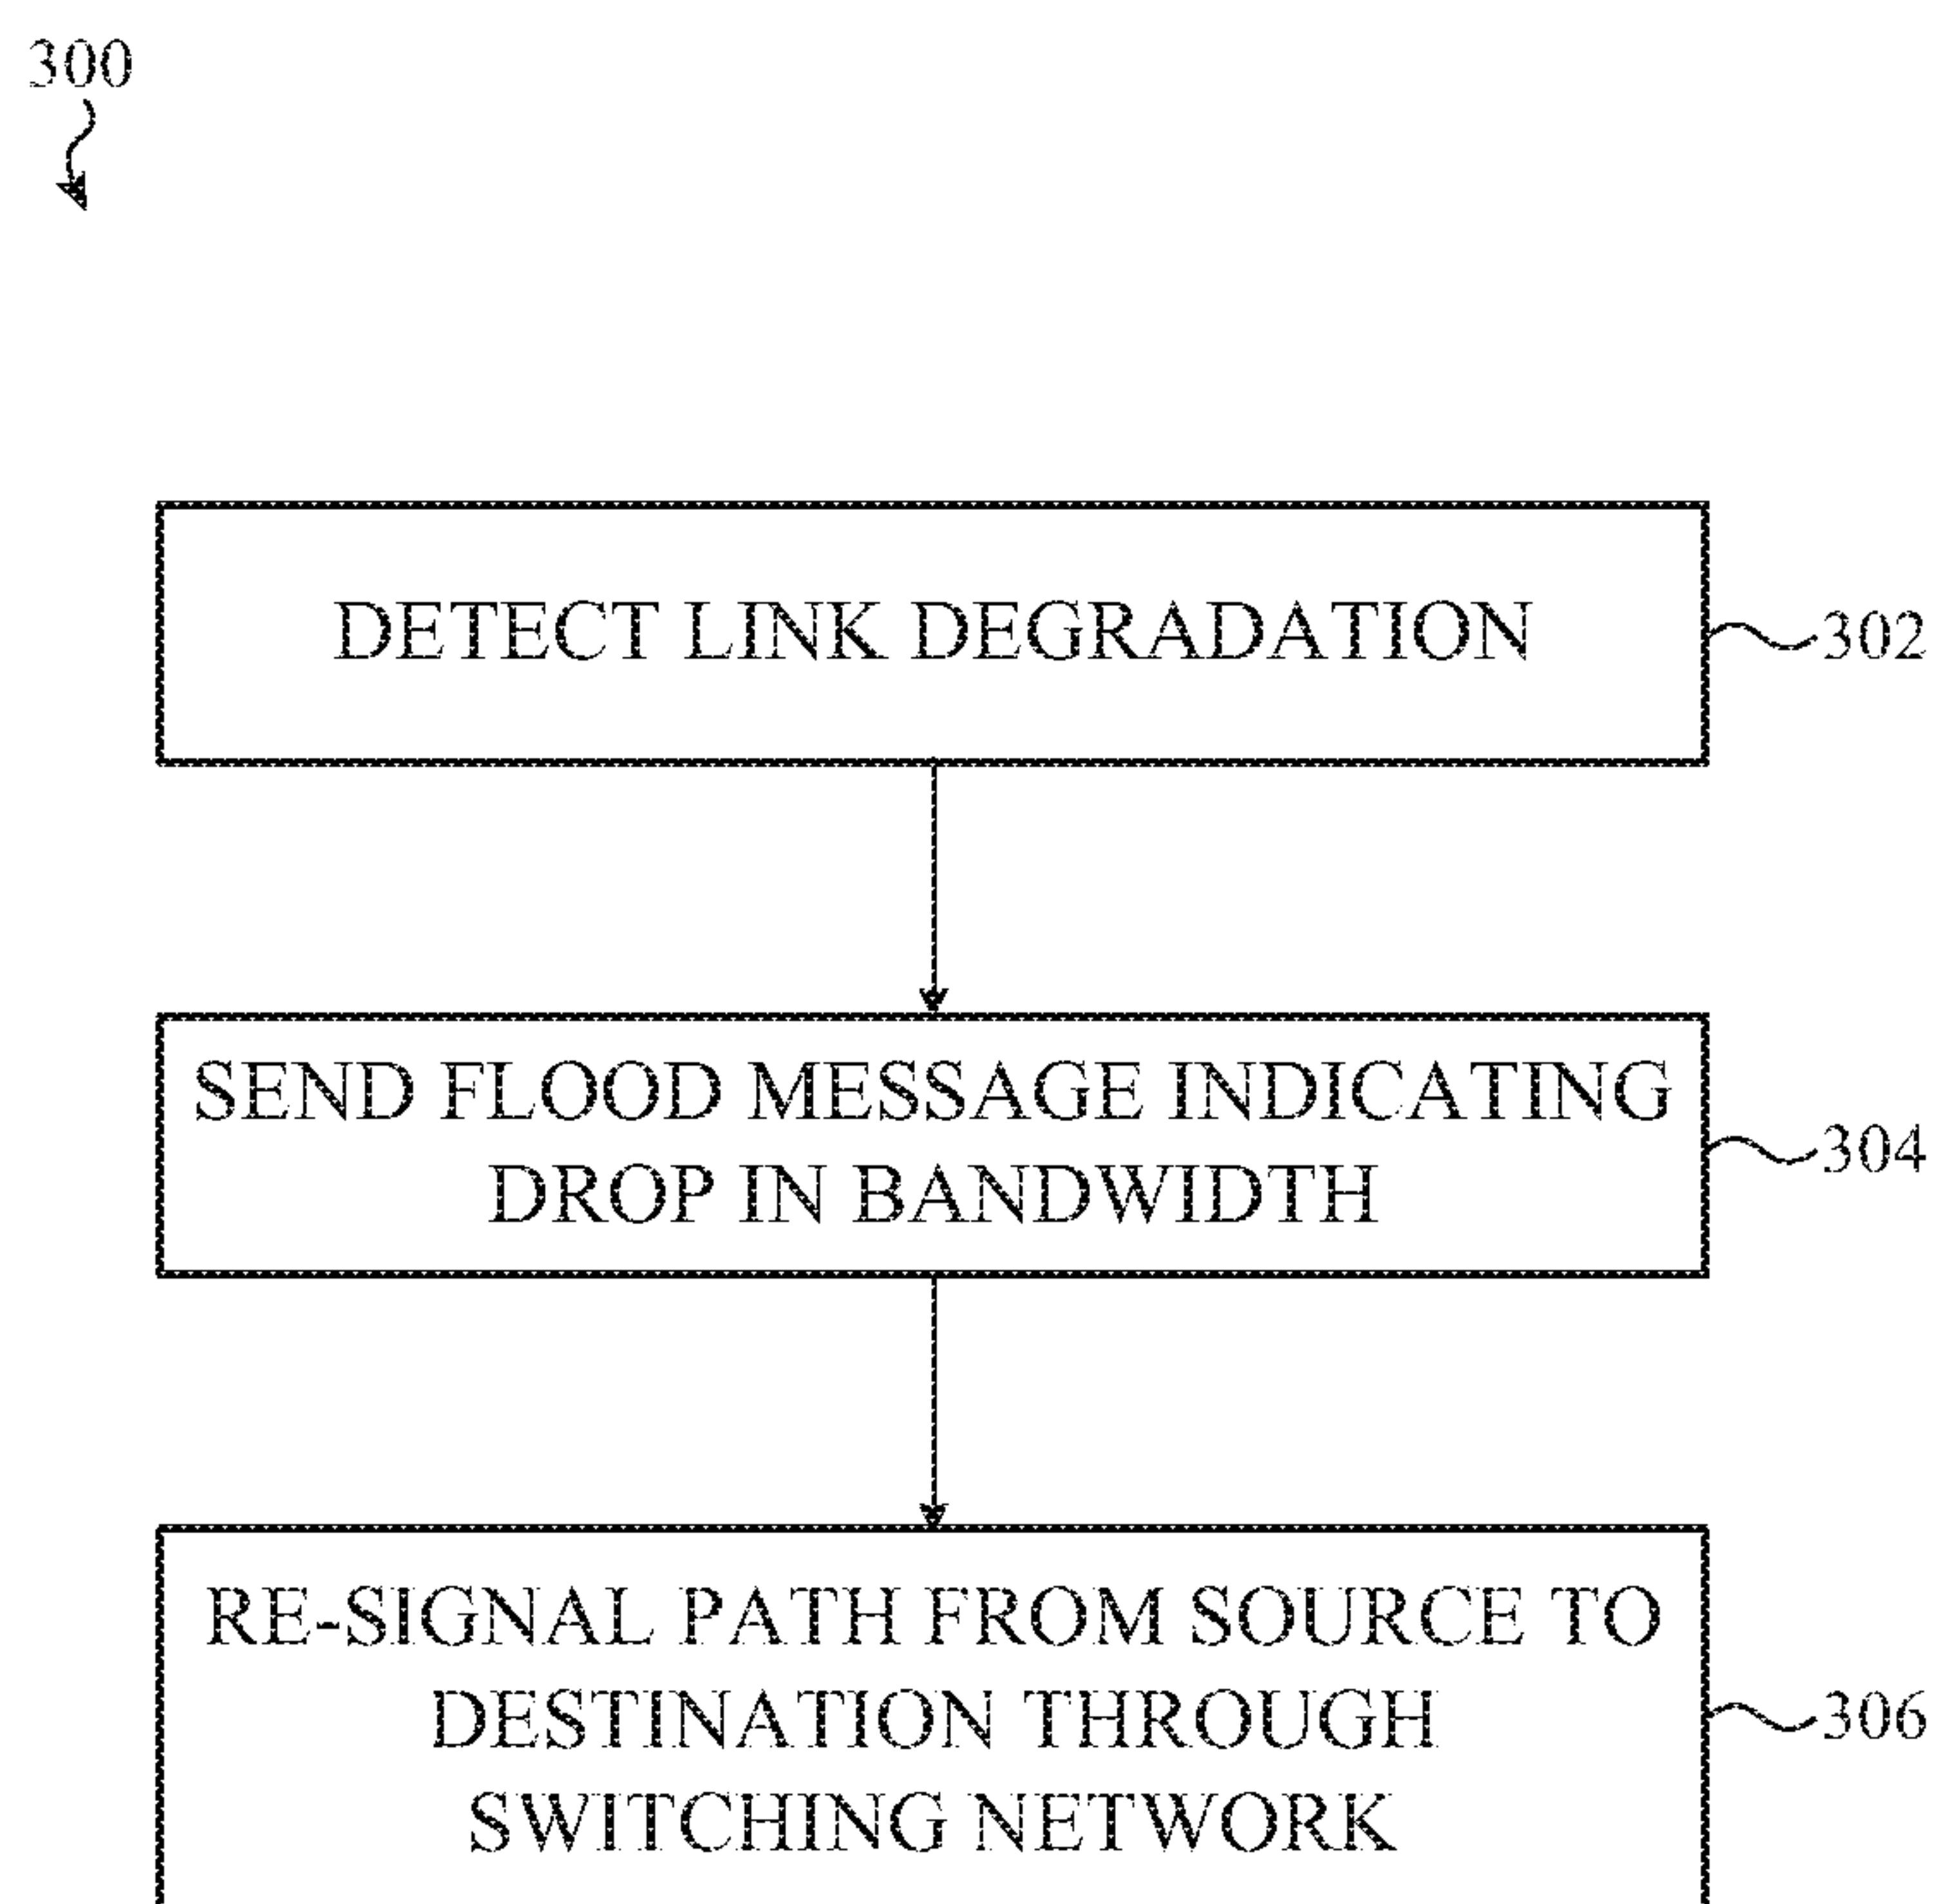 300
DETECT LINK DEGRADATION
302
SEND FLOOD MESSAGE INDICATING
DROP IN BANDWIDTH
304
RE-SIGNAL PATH FROM SOURCE TO
DESTINATION THROUGH
SWITCHING NETWORK
306